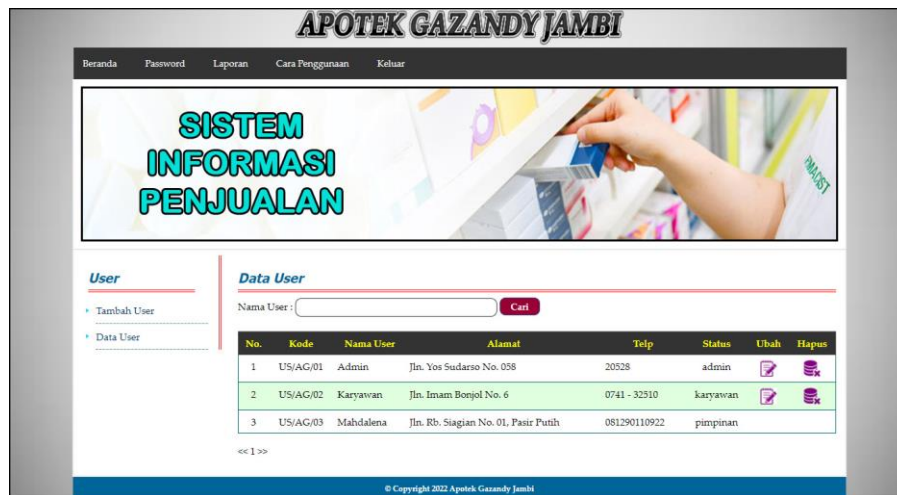 APOTEK GAZANDY JAMBI
Beranda Password Laporan Cara Penggunaan Keluar
SISTEM
INFORMASI
PENJUALAN
PMACIST
User
Tambah User
Data User
Data User
Nama User : Cari
No. Kode Nama User Alamat Telp Status Ubah Hapus
1 US/AG/01 Admin Jln. Yos Sudarso No. 058 20528 admin
2 US/AG/02 Karyawan Jln. Imam Bonjol No. 6 0741 - 32510 karyawan
3 US/AG/03 Mahdalena Jln. Rb. Siagian No. 01, Pasir Putih 081290110922 pimpinan
<< 1 >>
© Copyright 2022 Apotek Gazandy Jambi